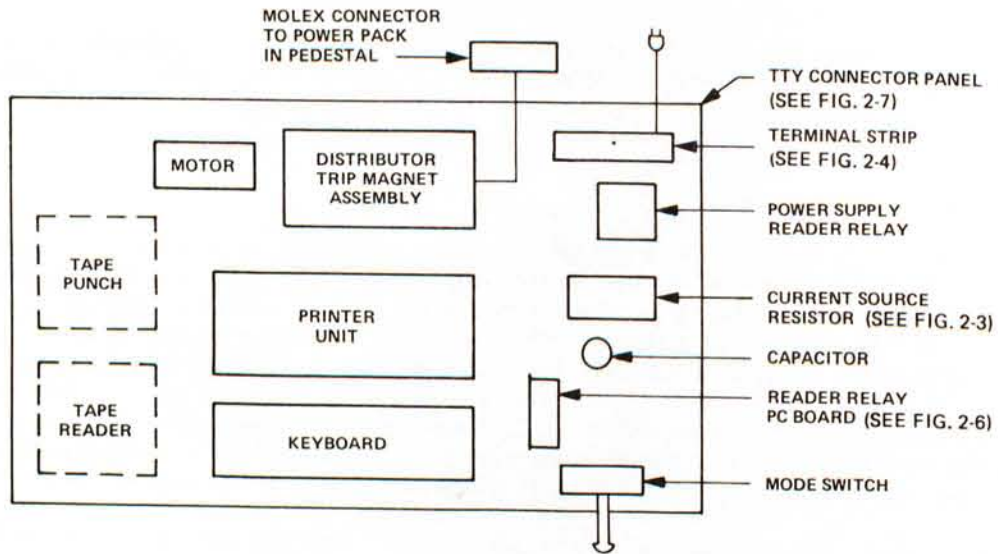 MOLEX CONNECTOR
TO POWER PACK
IN PEDESTAL
TTY CONNECTOR PANEL
(SEE FIG. 2-7)
TERMINAL STRIP
(SEE FIG. 2-4)
MOTOR
DISTRIBUTOR
TRIP MAGNET
ASSEMBLY
POWER SUPPLY
READER RELAY
TAPE
PUNCH
PRINTER
UNIT
CURRENT SOURCE
RESISTOR (SEE FIG. 2-3)
CAPACITOR
TAPE
READER
KEYBOARD
READER RELAY
PC BOARD (SEE FIG. 2-6)
MODE SWITCH